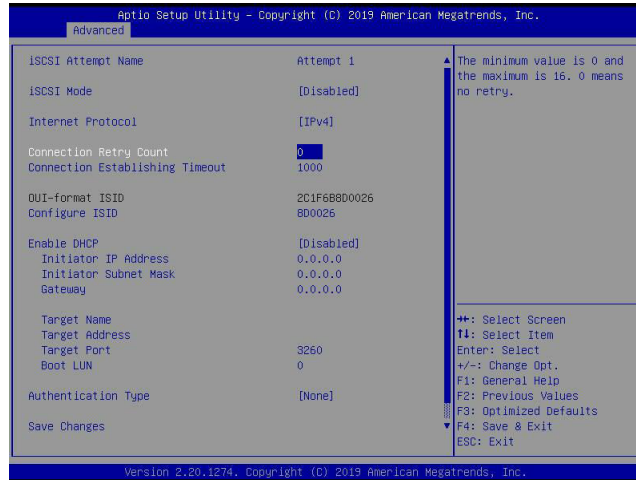 Aptio Setup Utility – Copyright (C) 2019 American Megatrends, Inc.
Advanced
iSCSI Attempt Name Attempt 1
iSCSI Mode [Disabled]
Internet Protocol [IPv4]
Connection Retry Count 0
Connection Establishing Timeout 1000
OUI-format ISID 2C1F6B8D0026
Configure ISID 8D0026
Enable DHCP [Disabled]
Initiator IP Address 0.0.0.0
Initiator Subnet Mask 0.0.0.0
Gateway 0.0.0.0
Target Name
Target Address
Target Port 3260
Boot LUN 0
Authentication Type [None]
Save Changes
The minimum value is 0 and
the maximum is 16. 0 means
no retry.
→←: Select Screen
↑↓: Select Item
Enter: Select
+/-: Change Opt.
F1: General Help
F2: Previous Values
F3: Optimized Defaults
F4: Save & Exit
ESC: Exit
Version 2.20.1274. Copyright (C) 2019 American Megatrends, Inc.